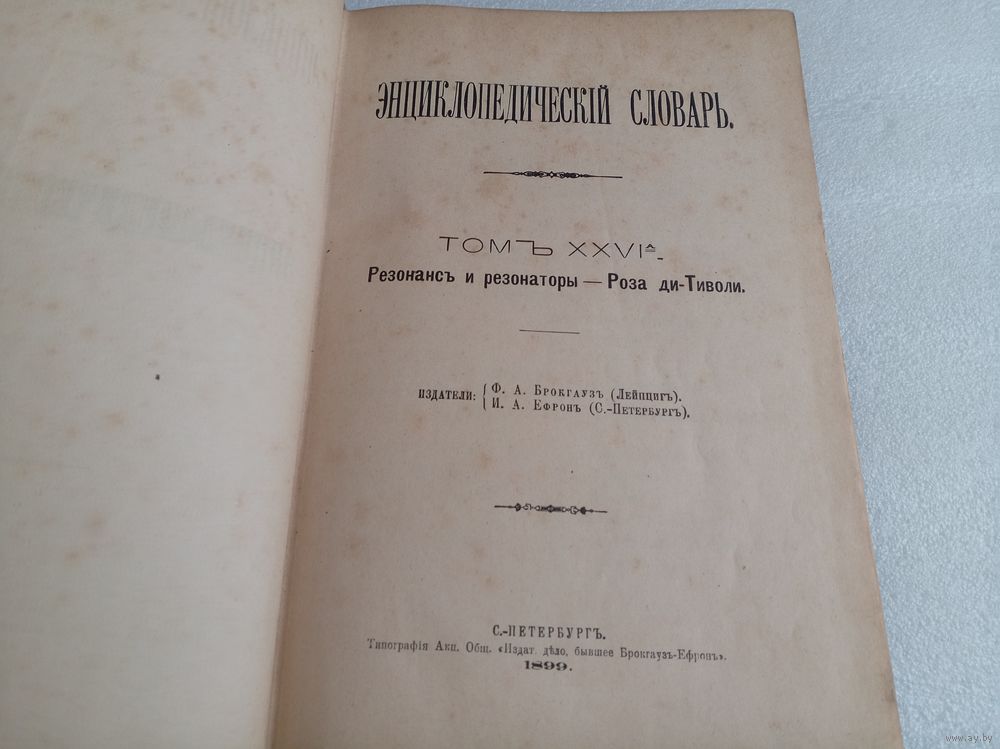 ЭНЦИКЛОПЕДИЧЕСКІЙ СЛОВАРЬ.
ТОМЪ XXVIᴬ.
Резонансъ и резонаторы — Роза ди-Тиволи.
ИЗДАТЕЛИ: { Ф. А. Брокгаузъ (Лейпцигъ).
И. А. Ефронъ (С.-Петербургъ).
С.-ПЕТЕРБУРГЪ.
Типографія Акц. Общ. «Издат. дѣло, бывшее Брокгаузъ-Ефронъ».
1899.
www.ay.by